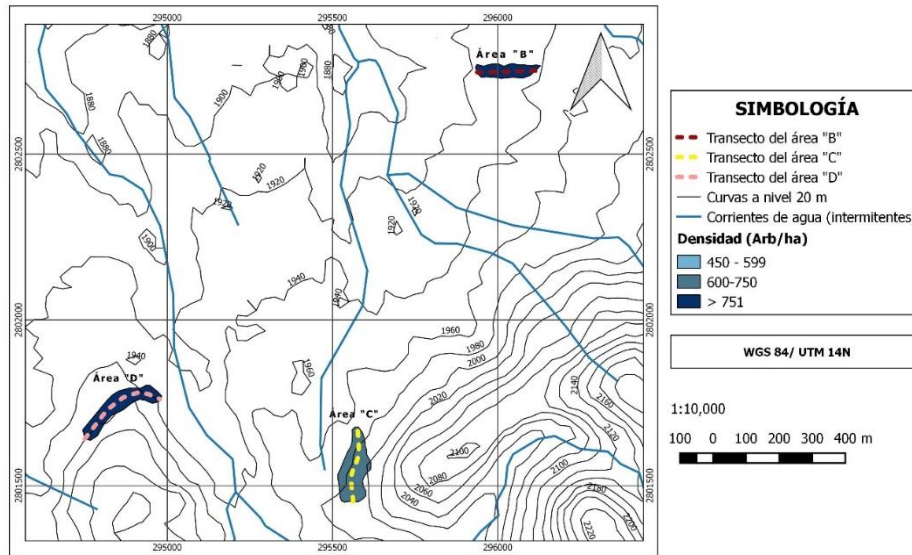 295000 295500 296000
Área "B"
1880
1880
1900
1900
1880
1900
1880
1880
2802500 2802500
1920
1920
1920
1920
1920
1900
1940
1940
2802000 2802000
1960
1980
2000
1940
1960
2140
2020
2160
Área "D"
Área "C"
2120
2100
2100
2080
2060
2040
2801500 2801500
2180
2200
2220
295000 295500 296000
SIMBOLOGÍA
Transecto del área "B"
Transecto del área "C"
Transecto del área "D"
Curvas a nivel 20 m
Corrientes de agua (intermitentes)
Densidad (Arb/ha)
450 - 599
600-750
> 751
WGS 84/ UTM 14N
1:10,000
100 0 100 200 300 400 m